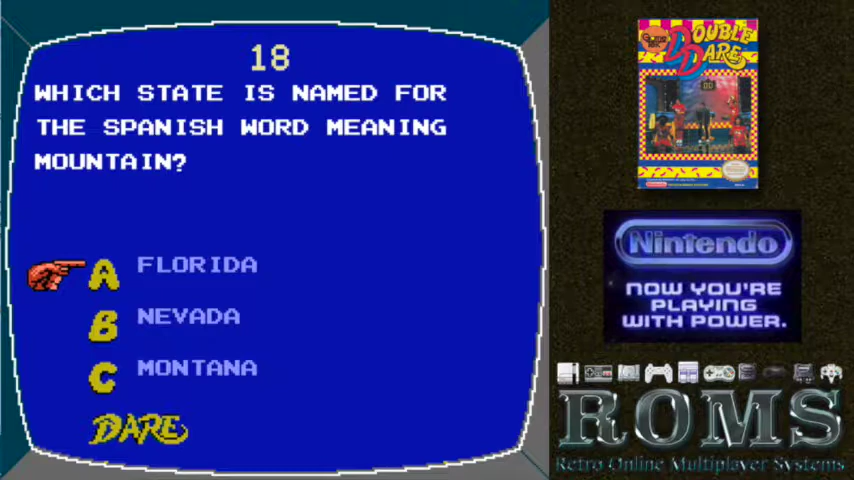 18
WHICH STATE IS NAMED FOR
THE SPANISH WORD MEANING
MOUNTAIN?
A FLORIDA
B NEVADA
C MONTANA
DARE
DOUBLE
DARE
Nintendo
NOW YOU'RE
PLAYING
WITH POWER.
ROMS
Retro Online Multiplayer Systems